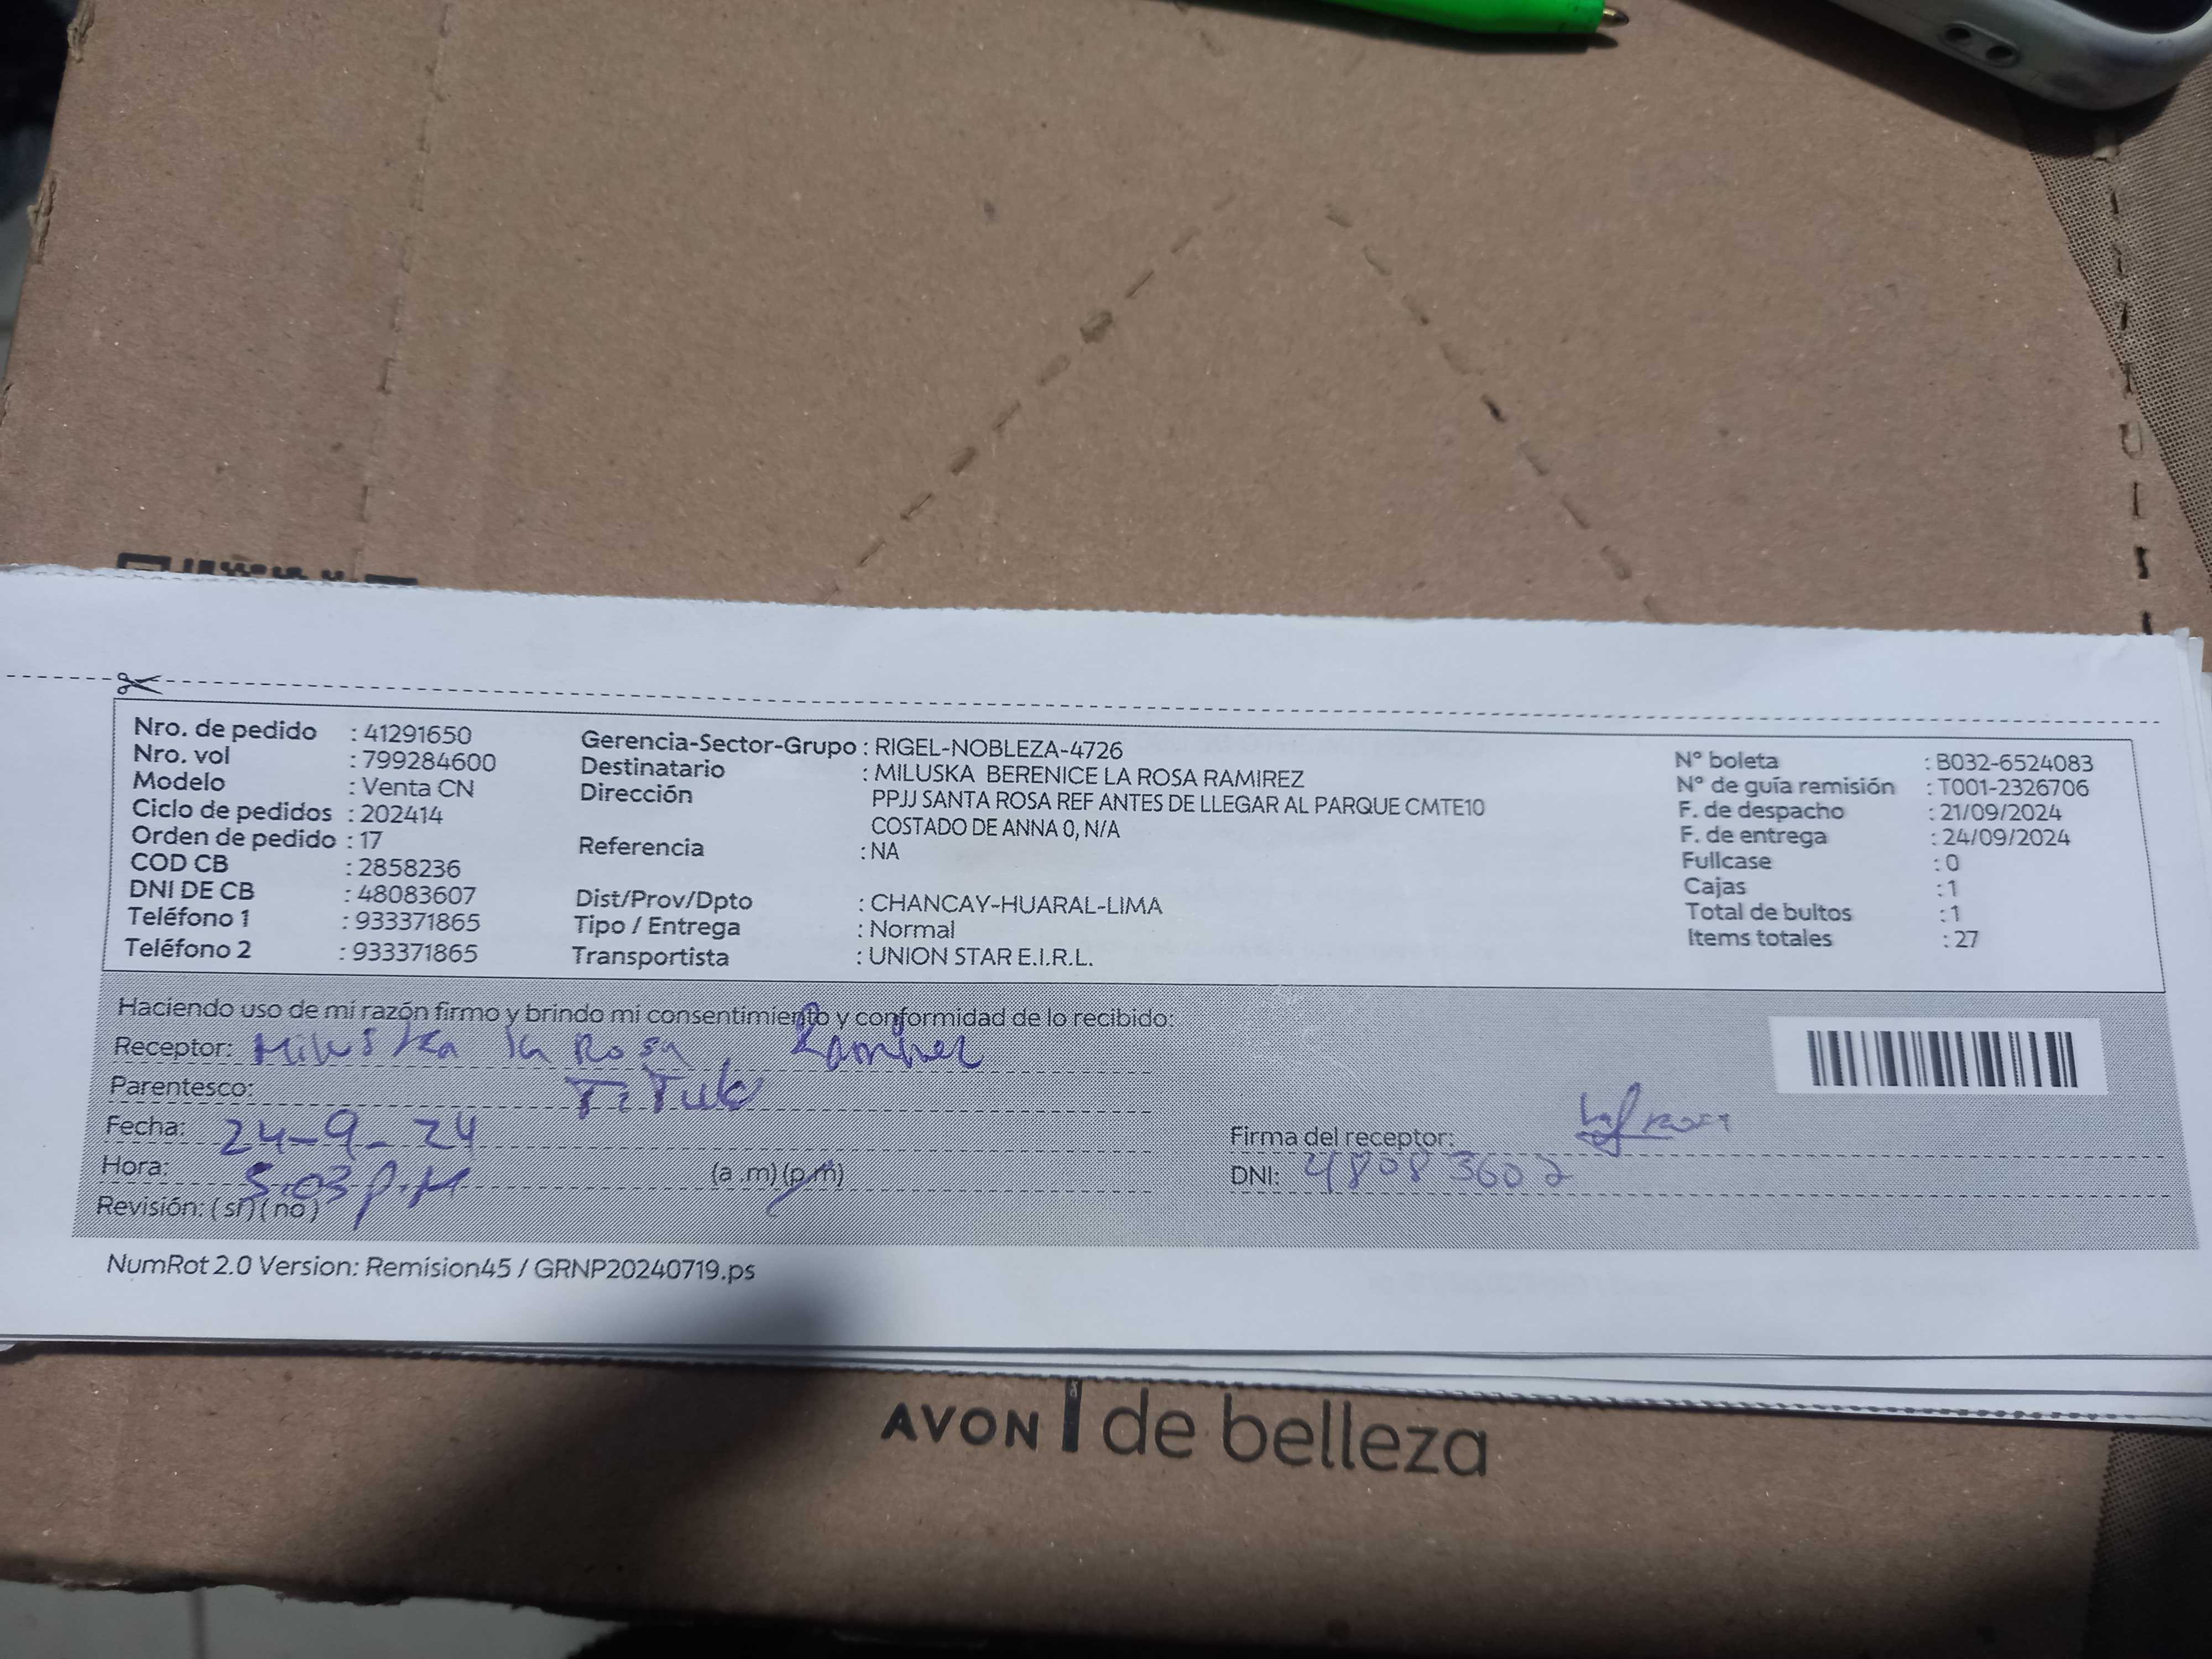 Nro. de pedido : 41291650
Nro. vol : 799284600
Modelo : Venta CN
Ciclo de pedidos : 202414
Orden de pedido : 17
COD CB : 2858236
DNI DE CB : 48083607
Teléfono 1 : 933371865
Teléfono 2 : 933371865
Gerencia-Sector-Grupo : RIGEL-NOBLEZA-4726
Destinatario : MILUSKA BERENICE LA ROSA RAMIREZ
Dirección PPJJ SANTA ROSA REF ANTES DE LLEGAR AL PARQUE CMTE10
COSTADO DE ANNA 0, N/A
Referencia : NA
Dist/Prov/Dpto : CHANCAY-HUARAL-LIMA
Tipo / Entrega : Normal
Transportista : UNION STAR E.I.R.L.
N° boleta : B032-6524083
N° de guía remisión : T001-2326706
F. de despacho : 21/09/2024
F. de entrega : 24/09/2024
Fullcase : 0
Cajas : 1
Total de bultos : 1
Items totales : 27
Haciendo uso de mi razón firmo y brindo mi consentimiento y conformidad de lo recibido:
Receptor: Miluska la Rosa Ramirez
Parentesco:
Fecha: 24-9-24
Hora: 5:03 p.m (a .m) (p.m)
Revisión: ( si) ( no )
Firma del receptor:
DNI: 48083607
NumRot 2.0 Version: Remision45 / GRNP20240719.ps
AVON | de belleza